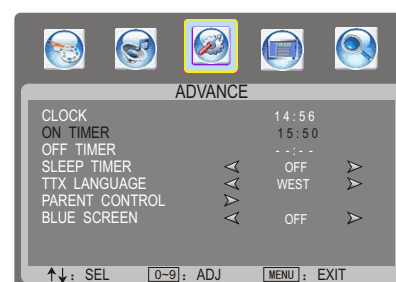 ADVANCE
CLOCK 14:56
ON TIMER 15:50
OFF TIMER --:--
SLEEP TIMER OFF
TTX LANGUAGE WEST
PARENT CONTROL
BLUE SCREEN OFF
↑↓: SEL 0~9: ADJ MENU: EXIT